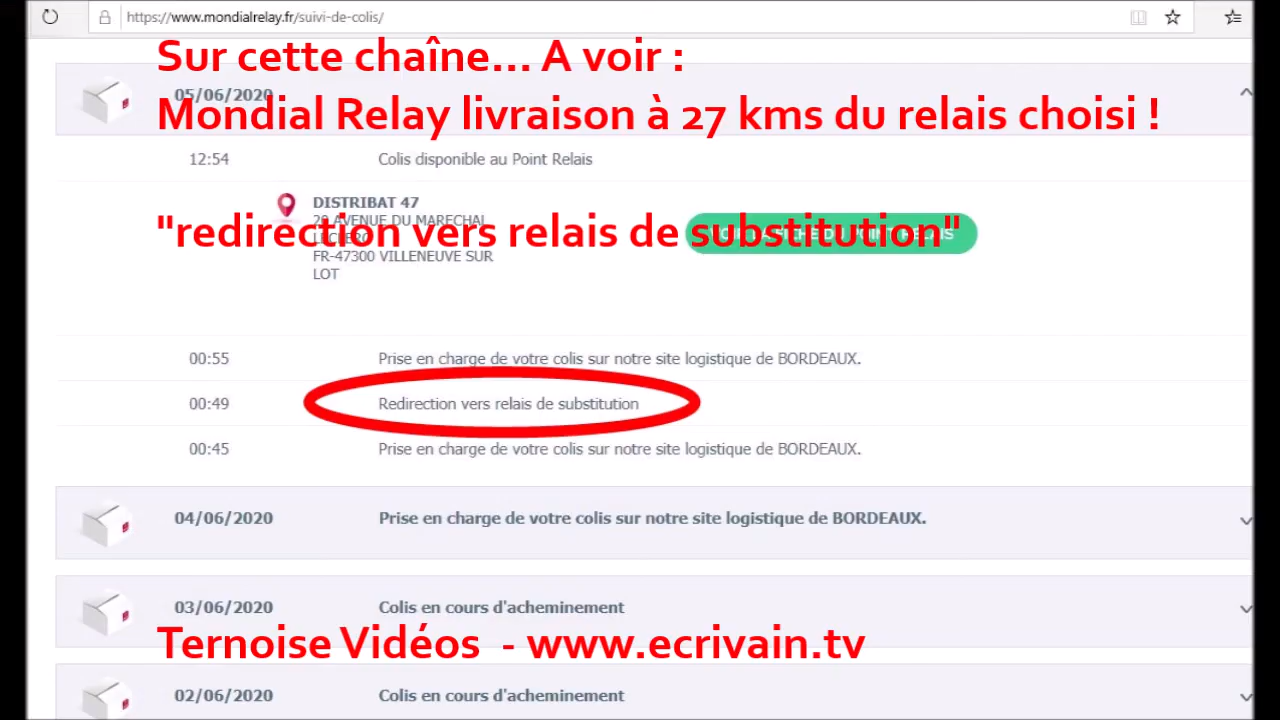 https://www.mondialrelay.fr/suivi-de-colis/
Sur cette chaîne... A voir :
05/06/2020
Mondial Relay livraison à 27 kms du relais choisi !
12:54 Colis disponible au Point Relais
DISTRIBAT 47
20 AVENUE DU MARECHAL
"redirection vers relais de substitution"
LECLERC
FR-47300 VILLENEUVE SUR
LOT
00:55 Prise en charge de votre colis sur notre site logistique de BORDEAUX.
00:49 Redirection vers relais de substitution
00:45 Prise en charge de votre colis sur notre site logistique de BORDEAUX.
04/06/2020 Prise en charge de votre colis sur notre site logistique de BORDEAUX.
03/06/2020 Colis en cours d'acheminement
Ternoise Vidéos - www.ecrivain.tv
02/06/2020 Colis en cours d'acheminement